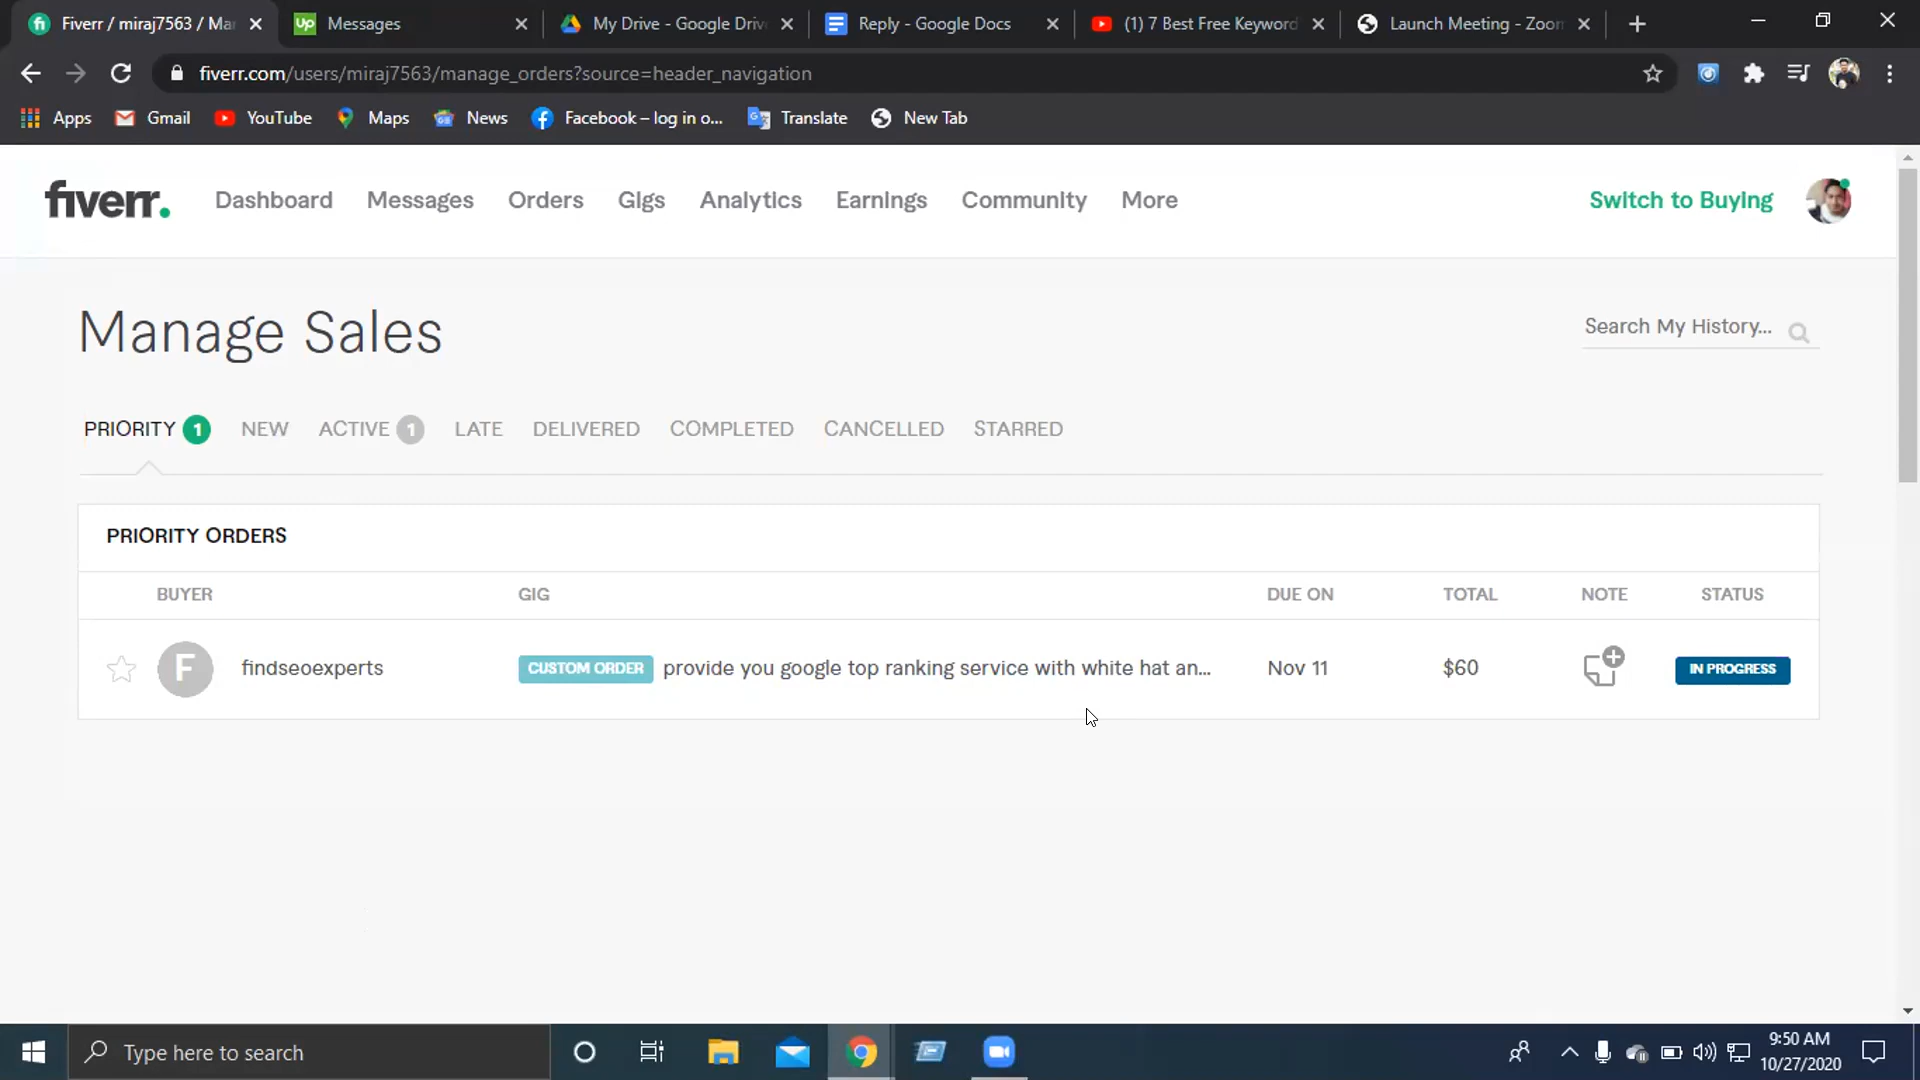 Fiverr / miraj7563 / Ma
Messages
My Drive - Google Driv
Reply - Google Docs
(1) 7 Best Free Keyword
Launch Meeting - Zoom
fiverr.com/users/miraj7563/manage_orders?source=header_navigation
Apps
Gmail
YouTube
Maps
News
Facebook – log in o...
Translate
New Tab
fiverr.
Dashboard
Messages
Orders
Gigs
Analytics
Earnings
Community
More
Switch to Buying
Manage Sales
Search My History...
PRIORITY 1
NEW
ACTIVE 1
LATE
DELIVERED
COMPLETED
CANCELLED
STARRED
PRIORITY ORDERS
BUYER
GIG
DUE ON
TOTAL
NOTE
STATUS
F
findseoexperts
CUSTOM ORDER
provide you google top ranking service with white hat an...
Nov 11
$60
IN PROGRESS
Type here to search
9:50 AM
10/27/2020